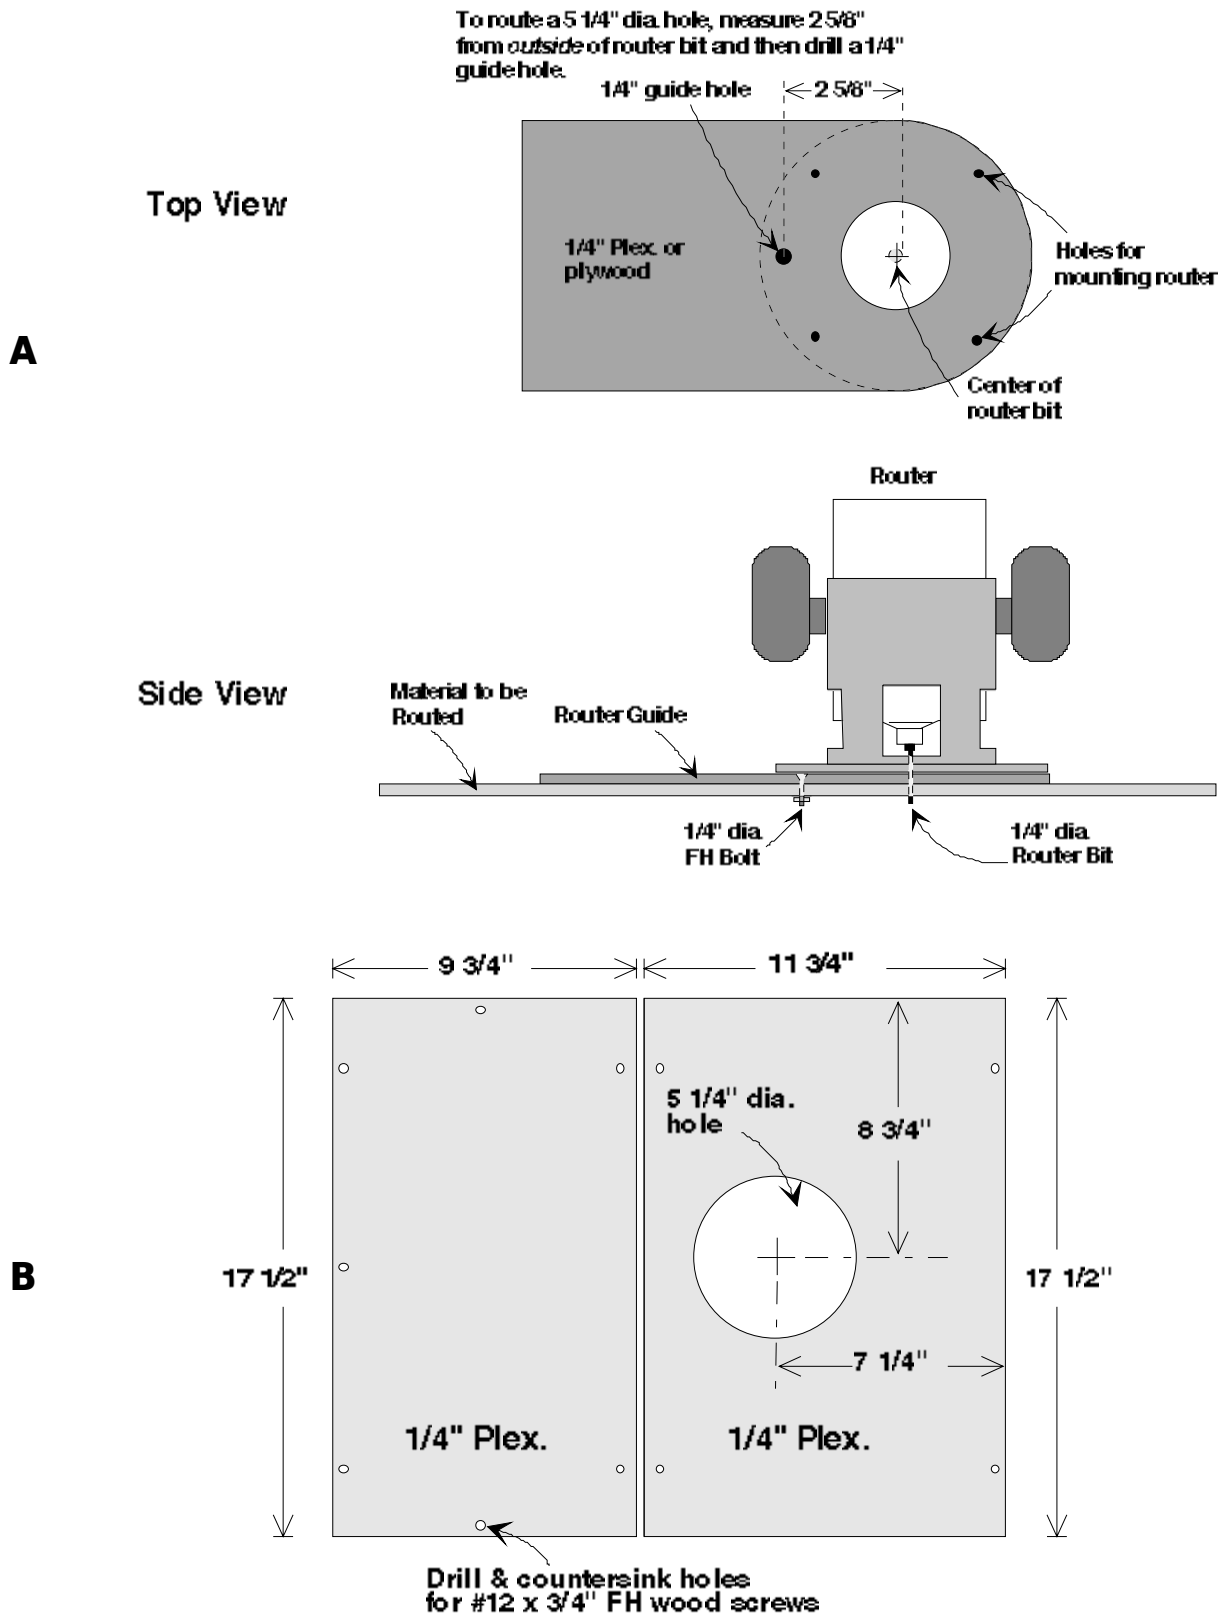 To route a 5 1/4" dia. hole, measure 2 5/8"
from outside of router bit and then drill a 1/4"
guide hole.
1/4" guide hole
2 5/8"
Top View
1/4" Plex. or
plywood
Holes for
mounting router
A
Center of
router bit
Router
Side View
Material to be
Routed
Router Guide
1/4" dia.
FH Bolt
1/4" dia.
Router Bit
9 3/4"
11 3/4"
5 1/4" dia.
hole
8 3/4"
B
17 1/2"
17 1/2"
7 1/4"
1/4" Plex.
1/4" Plex.
Drill & countersink holes
for #12 x 3/4" FH wood screws